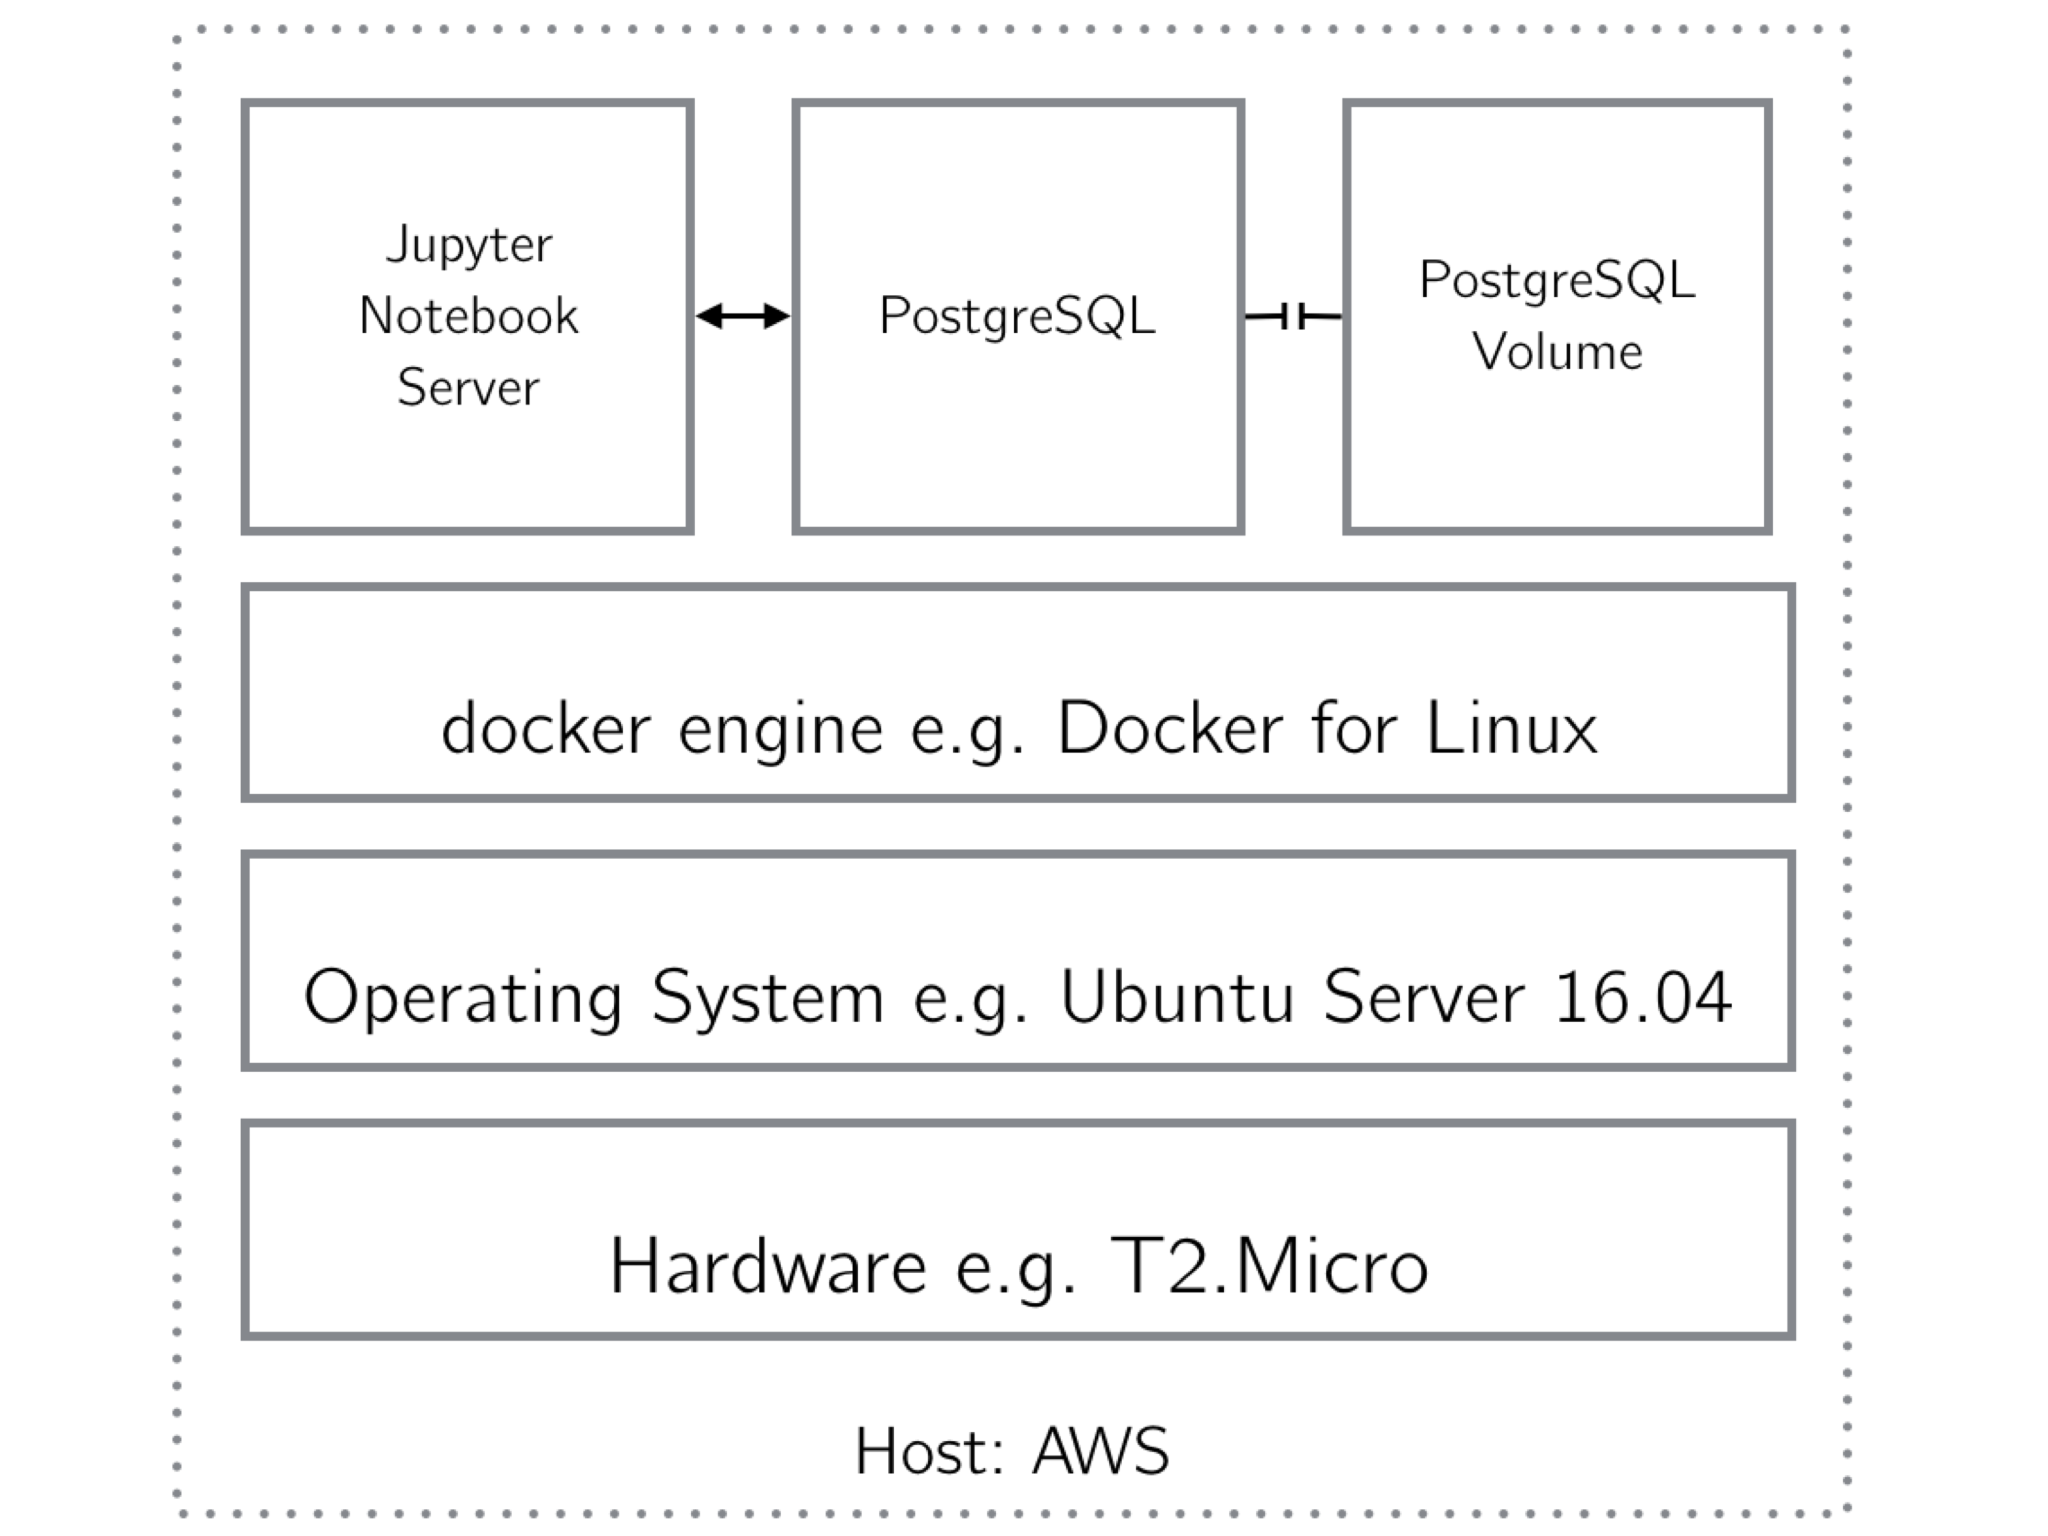 Jupyter
Notebook
Server
PostgreSQL
PostgreSQL
Volume
docker engine e.g. Docker for Linux
Operating System e.g. Ubuntu Server 16.04
Hardware e.g. T2.Micro
Host: AWS